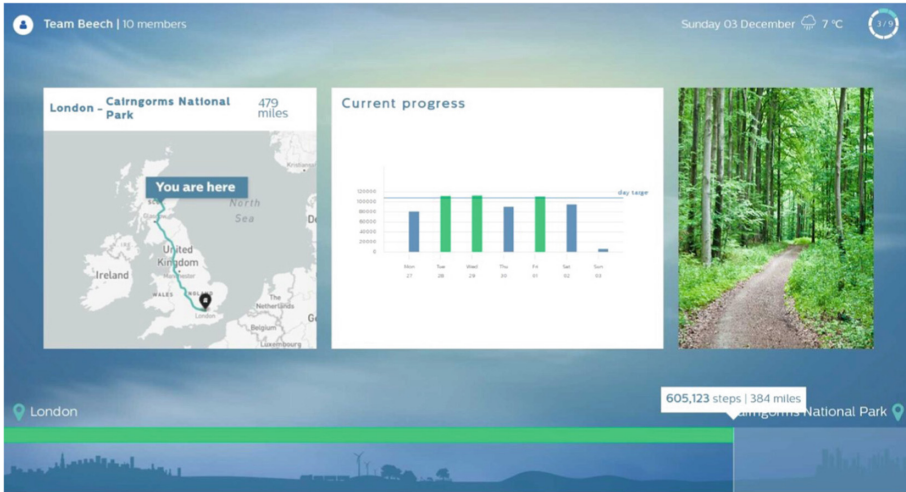 Team Beech | 10 members
Sunday 03 December 7 °C
3/9
London - Cairngorms National Park
479 miles
You are here
North Sea
United Kingdom
Ireland
Manchester
WALES
London
The Netherlands
Belgium
Luxembourg
Current progress
day target
120000
100000
80000
60000
40000
20000
0
Mon Tue Wed Thu Fri Sat Sun
27 28 29 30 01 02 03
605,123 steps | 384 miles
London
Cairngorms National Park